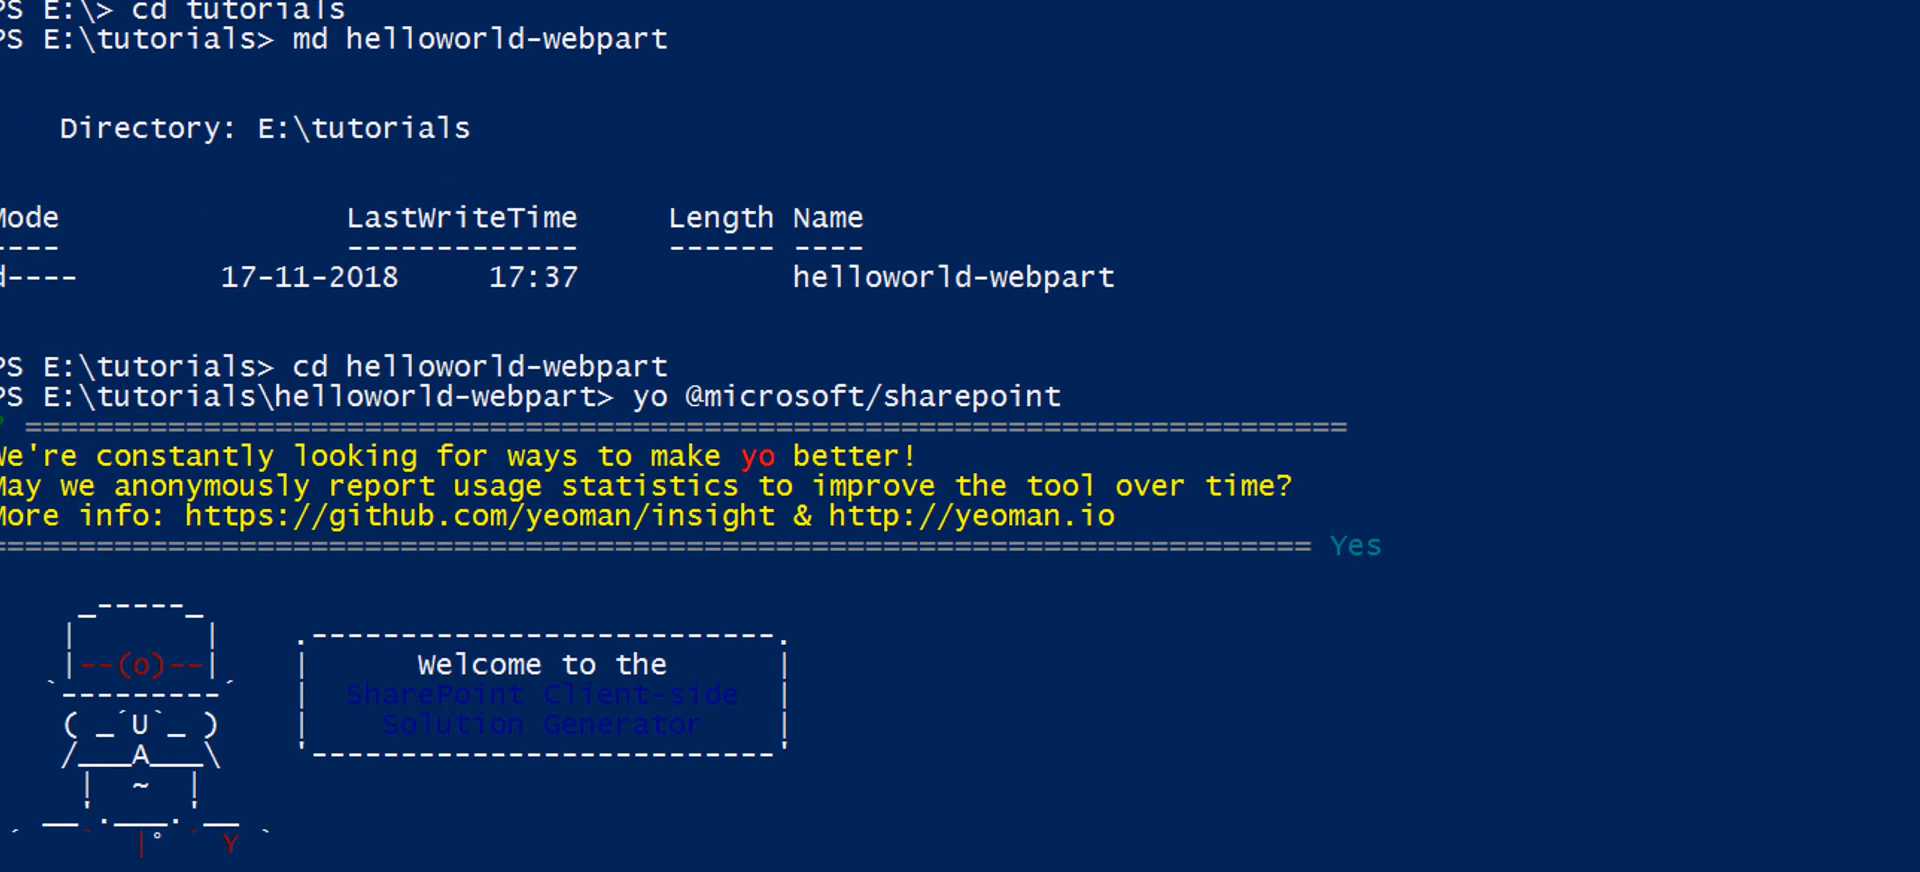 PS E:\> cd tutorials
PS E:\tutorials> md helloworld-webpart
Directory: E:\tutorials
Mode LastWriteTime Length Name
---- ------------- ------ ----
d---- 17-11-2018 17:37 helloworld-webpart
PS E:\tutorials> cd helloworld-webpart
PS E:\tutorials\helloworld-webpart> yo @microsoft/sharepoint
? ==========================================================================
We're constantly looking for ways to make yo better!
May we anonymously report usage statistics to improve the tool over time?
More info: https://github.com/yeoman/insight & http://yeoman.io
========================================================================== Yes
Welcome to the
SharePoint Client-side
Solution Generator